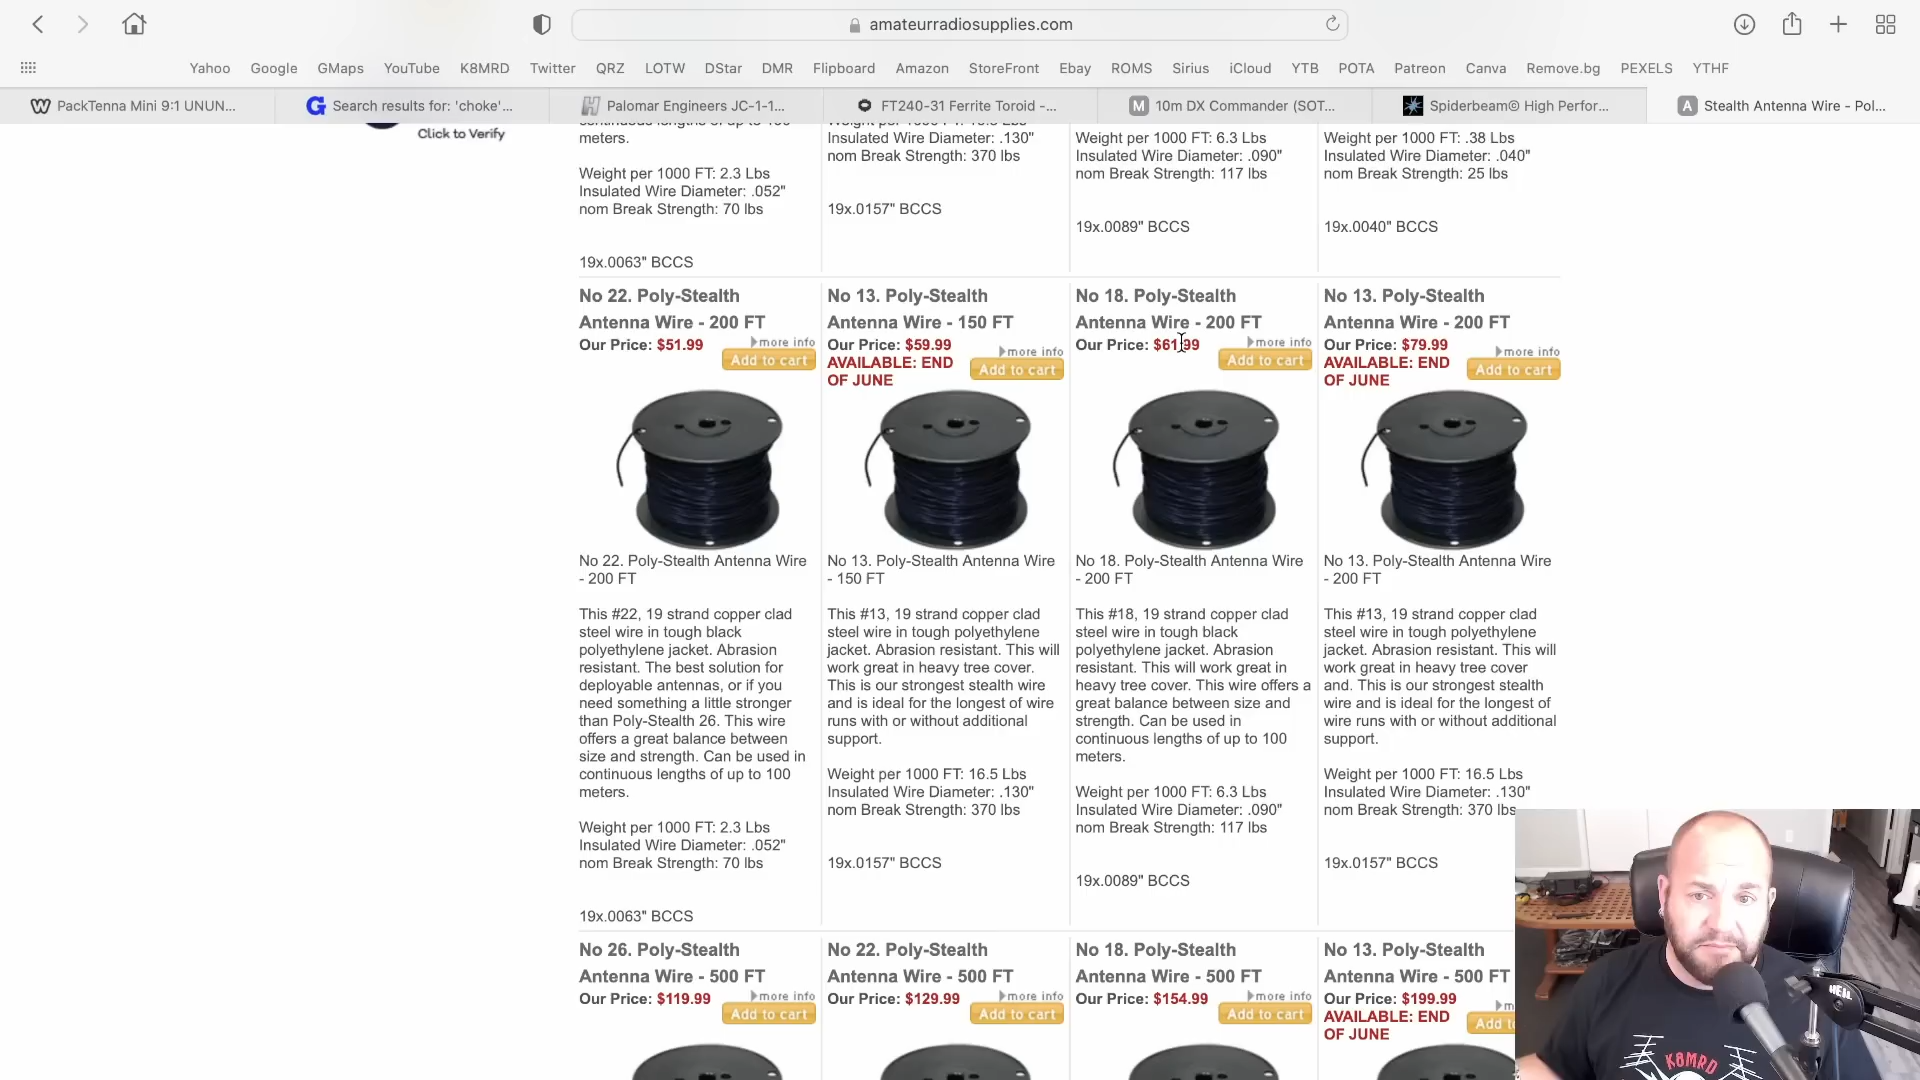 amateurradiosupplies.com
Yahoo Google GMaps YouTube K8MRD Twitter QRZ LOTW DStar DMR Flipboard Amazon StoreFront Ebay ROMS Sirius iCloud YTB POTA Patreon Canva Remove.bg PEXELS YTHF
PackTenna Mini 9:1 UNUN...
Search results for: 'choke'...
Palomar Engineers JC-1-1...
FT240-31 Ferrite Toroid -...
10m DX Commander (SOT...
Spiderbeam© High Perfor...
Stealth Antenna Wire - Pol...
Click to Verify
meters.
Weight per 1000 FT: 2.3 Lbs
Insulated Wire Diameter: .052"
nom Break Strength: 70 lbs
19x.0063" BCCS
Insulated Wire Diameter: .130"
nom Break Strength: 370 lbs
19x.0157" BCCS
Weight per 1000 FT: 6.3 Lbs
Insulated Wire Diameter: .090"
nom Break Strength: 117 lbs
19x.0089" BCCS
Weight per 1000 FT: .38 Lbs
Insulated Wire Diameter: .040"
nom Break Strength: 25 lbs
19x.0040" BCCS
No 22. Poly-Stealth
Antenna Wire - 200 FT
Our Price: $51.99
more info
Add to cart
No 22. Poly-Stealth Antenna Wire
- 200 FT
This #22, 19 strand copper clad
steel wire in tough black
polyethylene jacket. Abrasion
resistant. The best solution for
deployable antennas, or if you
need something a little stronger
than Poly-Stealth 26. This wire
offers a great balance between
size and strength. Can be used in
continuous lengths of up to 100
meters.
Weight per 1000 FT: 2.3 Lbs
Insulated Wire Diameter: .052"
nom Break Strength: 70 lbs
19x.0063" BCCS
No 13. Poly-Stealth
Antenna Wire - 150 FT
Our Price: $59.99
AVAILABLE: END
OF JUNE
more info
Add to cart
No 13. Poly-Stealth Antenna Wire
- 150 FT
This #13, 19 strand copper clad
steel wire in tough polyethylene
jacket. Abrasion resistant. This will
work great in heavy tree cover.
This is our strongest stealth wire
and is ideal for the longest of wire
runs with or without additional
support.
Weight per 1000 FT: 16.5 Lbs
Insulated Wire Diameter: .130"
nom Break Strength: 370 lbs
19x.0157" BCCS
No 18. Poly-Stealth
Antenna Wire - 200 FT
Our Price: $61.99
more info
Add to cart
No 18. Poly-Stealth Antenna Wire
- 200 FT
This #18, 19 strand copper clad
steel wire in tough black
polyethylene jacket. Abrasion
resistant. This will work great in
heavy tree cover. This wire offers a
great balance between size and
strength. Can be used in
continuous lengths of up to 100
meters.
Weight per 1000 FT: 6.3 Lbs
Insulated Wire Diameter: .090"
nom Break Strength: 117 lbs
19x.0089" BCCS
No 13. Poly-Stealth
Antenna Wire - 200 FT
Our Price: $79.99
AVAILABLE: END
OF JUNE
more info
Add to cart
No 13. Poly-Stealth Antenna Wire
- 200 FT
This #13, 19 strand copper clad
steel wire in tough polyethylene
jacket. Abrasion resistant. This will
work great in heavy tree cover
and. This is our strongest stealth
wire and is ideal for the longest of
wire runs with or without additional
support.
Weight per 1000 FT: 16.5 Lbs
Insulated Wire Diameter: .130"
nom Break Strength: 370 lbs
19x.0157" BCCS
No 26. Poly-Stealth
Antenna Wire - 500 FT
Our Price: $119.99
more info
Add to cart
No 22. Poly-Stealth
Antenna Wire - 500 FT
Our Price: $129.99
more info
Add to cart
No 18. Poly-Stealth
Antenna Wire - 500 FT
Our Price: $154.99
more info
Add to cart
No 13. Poly-Stealth
Antenna Wire - 500 FT
Our Price: $199.99
AVAILABLE: END
OF JUNE
Add
HEIL
K8MRD